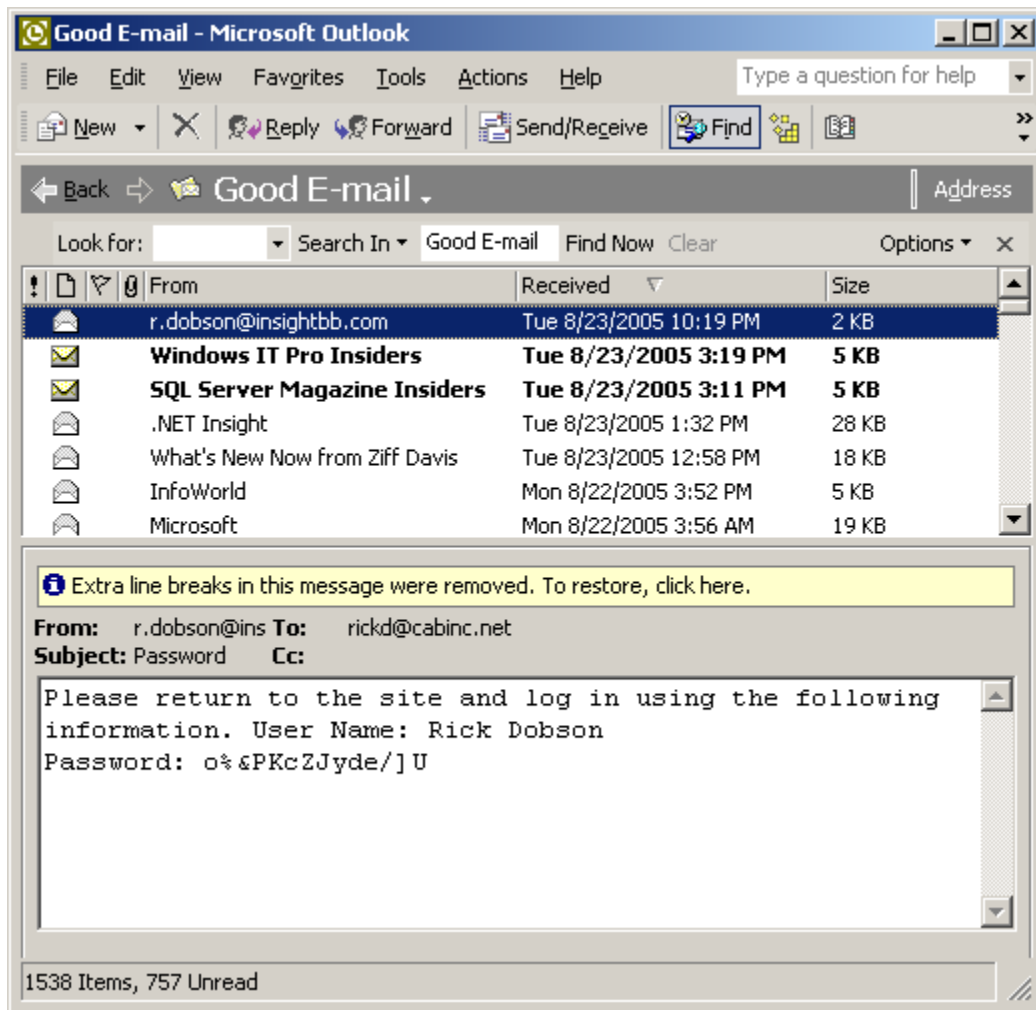 Good E-mail - Microsoft Outlook
File Edit View Favorites Tools Actions Help Type a question for help
New Reply Forward Send/Receive Find »
Back Good E-mail . Address
Look for: Search In Good E-mail Find Now Clear Options ×
! From Received Size
r.dobson@insightbb.com Tue 8/23/2005 10:19 PM 2 KB
Windows IT Pro Insiders Tue 8/23/2005 3:19 PM 5 KB
SQL Server Magazine Insiders Tue 8/23/2005 3:11 PM 5 KB
.NET Insight Tue 8/23/2005 1:32 PM 28 KB
What's New Now from Ziff Davis Tue 8/23/2005 12:58 PM 18 KB
InfoWorld Mon 8/22/2005 3:52 PM 5 KB
Microsoft Mon 8/22/2005 3:56 AM 19 KB
Extra line breaks in this message were removed. To restore, click here.
From: r.dobson@ins To: rickd@cabinc.net
Subject: Password Cc:
Please return to the site and log in using the following
information. User Name: Rick Dobson
Password: o%&PKcZJyde/]U
1538 Items, 757 Unread